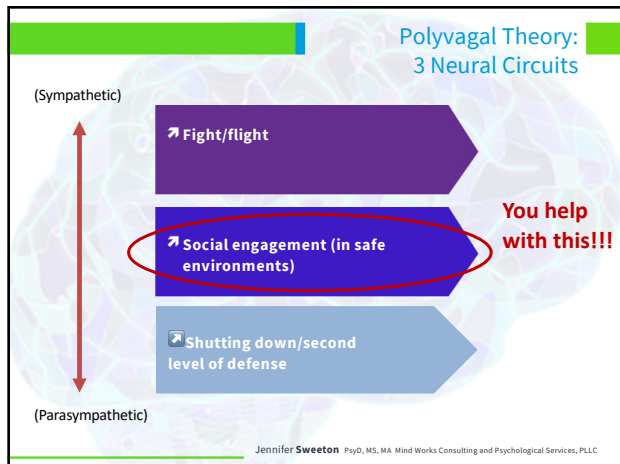 Polyvagal Theory:
3 Neural Circuits
(Sympathetic)
Fight/flight
Social engagement (in safe
environments)
You help
with this!!!
Shutting down/second
level of defense
(Parasympathetic)
Jennifer Sweeton PsyD, MS, MA Mind Works Consulting and Psychological Services, PLLC